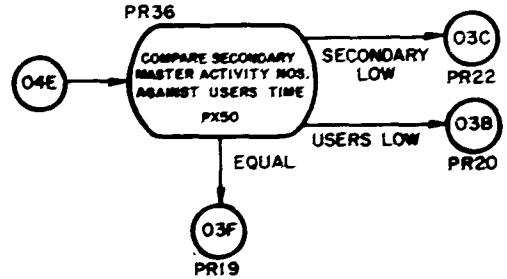 PR36
COMPARE SECONDARY
MASTER ACTIVITY NOS.
AGAINST USERS TIME
PX50
04E
SECONDARY
LOW
03C
PR22
USERS LOW
03B
PR20
EQUAL
03F
PR19